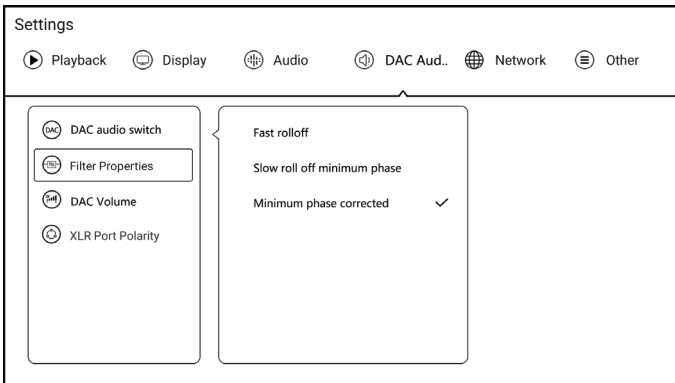 Settings
Playback Display Audio DAC Aud.. Network Other
DAC DAC audio switch
Filter Properties
DAC Volume
XLR Port Polarity
Fast rolloff
Slow roll off minimum phase
Minimum phase corrected